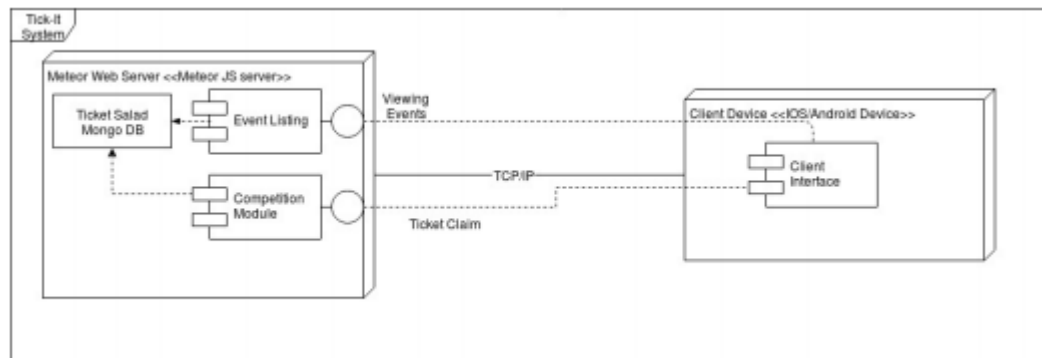 Tick-It
System
Meteor Web Server <<Meteor JS server>>
Ticket Salad
Mongo DB
Event Listing
Competition
Module
Viewing
Events
TCP/IP
Ticket Claim
Client Device <<IOS/Android Device>>
Client
Interface